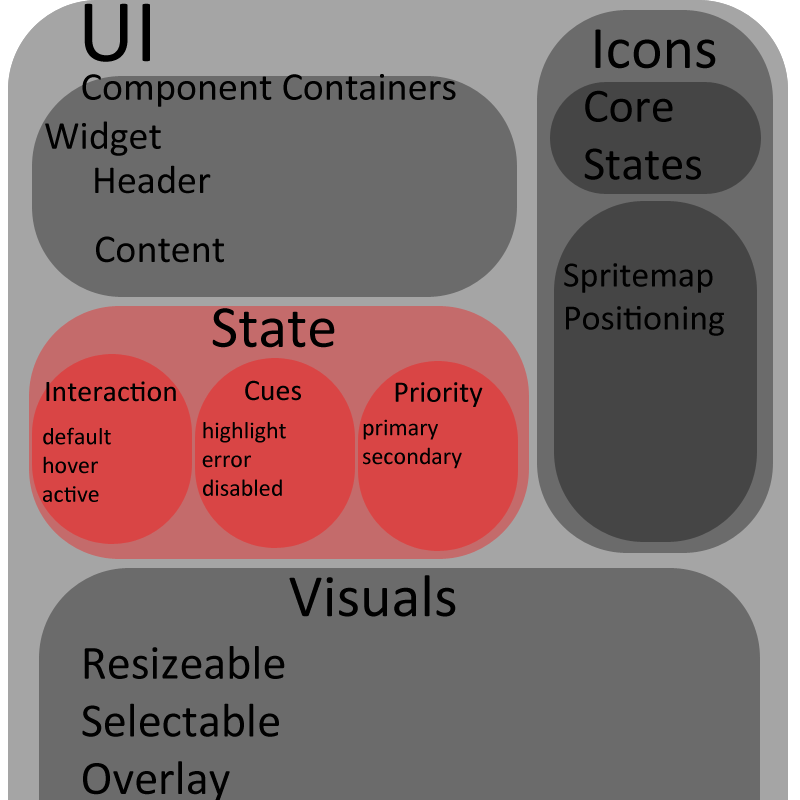 UI
Component Containers
Widget
Header
Content
Icons
Core
States
Spritemap
Positioning
State
Interaction
default
hover
active
Cues
highlight
error
disabled
Priority
primary
secondary
Visuals
Resizeable
Selectable
Overlay